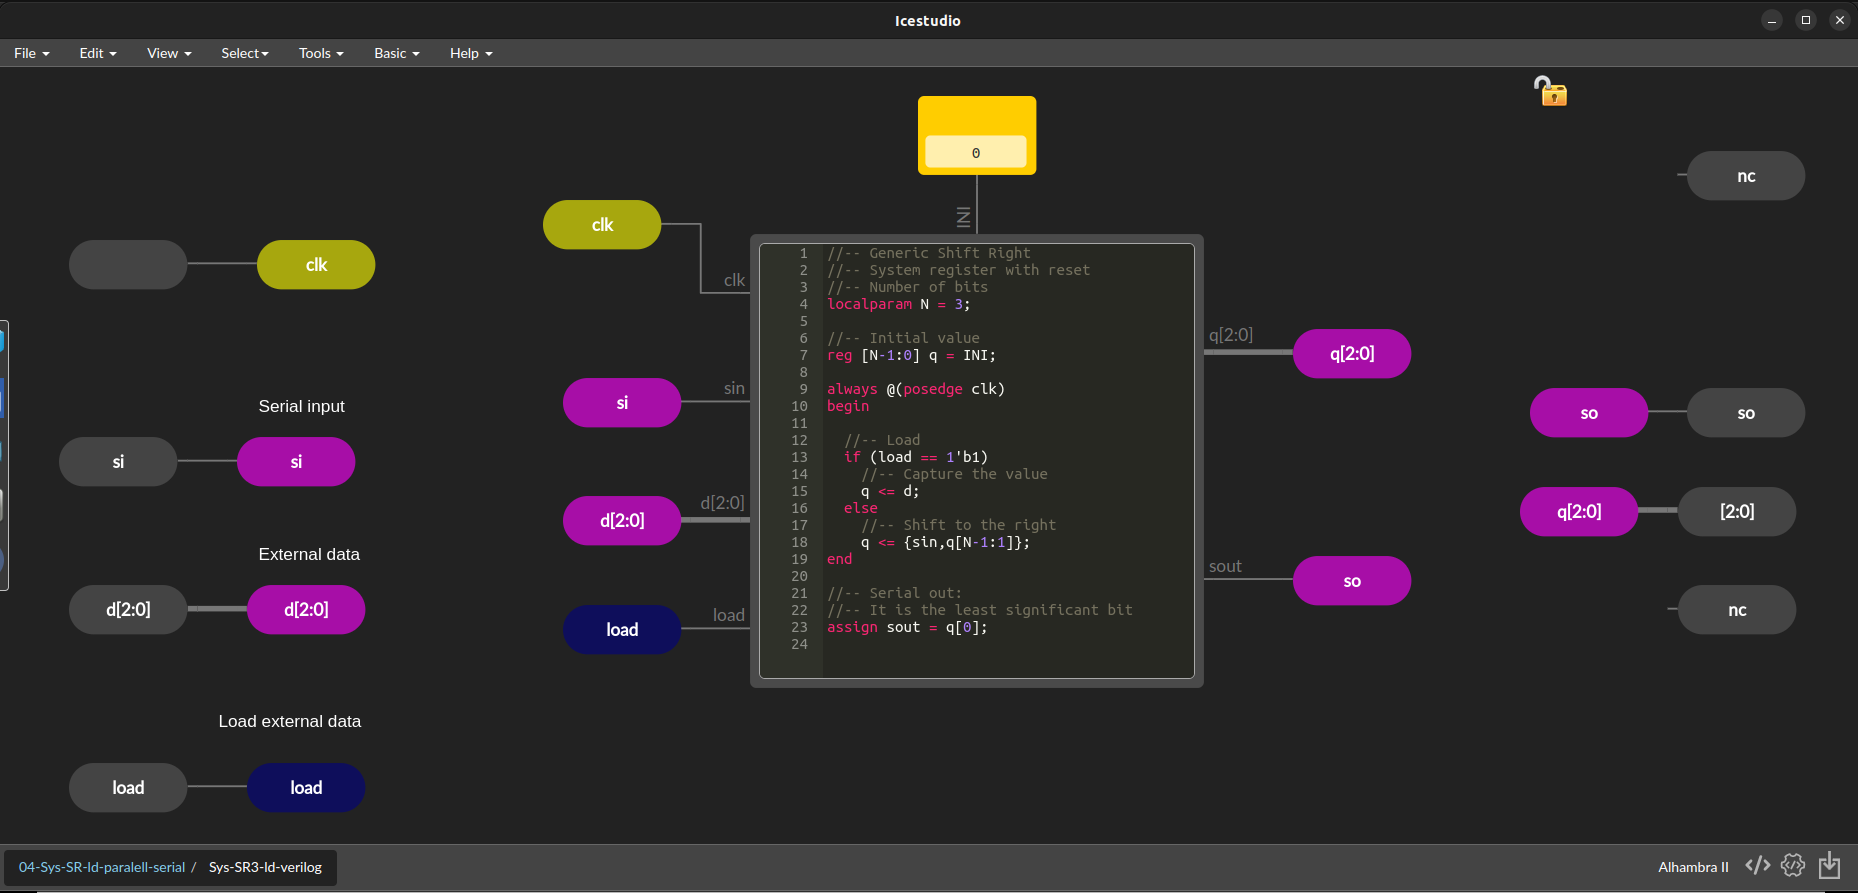 Icestudio
File Edit View Select Tools Basic Help
0
INI
nc
clk
clk
clk
Serial input
si
si
si
sin
External data
d[2:0]
d[2:0]
d[2:0]
d[2:0]
Load external data
load
load
load
load
1 //-- Generic Shift Right
2 //-- System register with reset
3 //-- Number of bits
4 localparam N = 3;
5
6 //-- Initial value
7 reg [N-1:0] q = INI;
8
9 always @(posedge clk)
10 begin
11
12 //-- Load
13 if (load == 1'b1)
14 //-- Capture the value
15 q <= d;
16 else
17 //-- Shift to the right
18 q <= {sin,q[N-1:1]};
19 end
20
21 //-- Serial out:
22 //-- It is the least significant bit
23 assign sout = q[0];
24
q[2:0]
q[2:0]
so
so
q[2:0]
[2:0]
sout
so
nc
04-Sys-SR-ld-paralell-serial / Sys-SR3-ld-verilog
Alhambra II